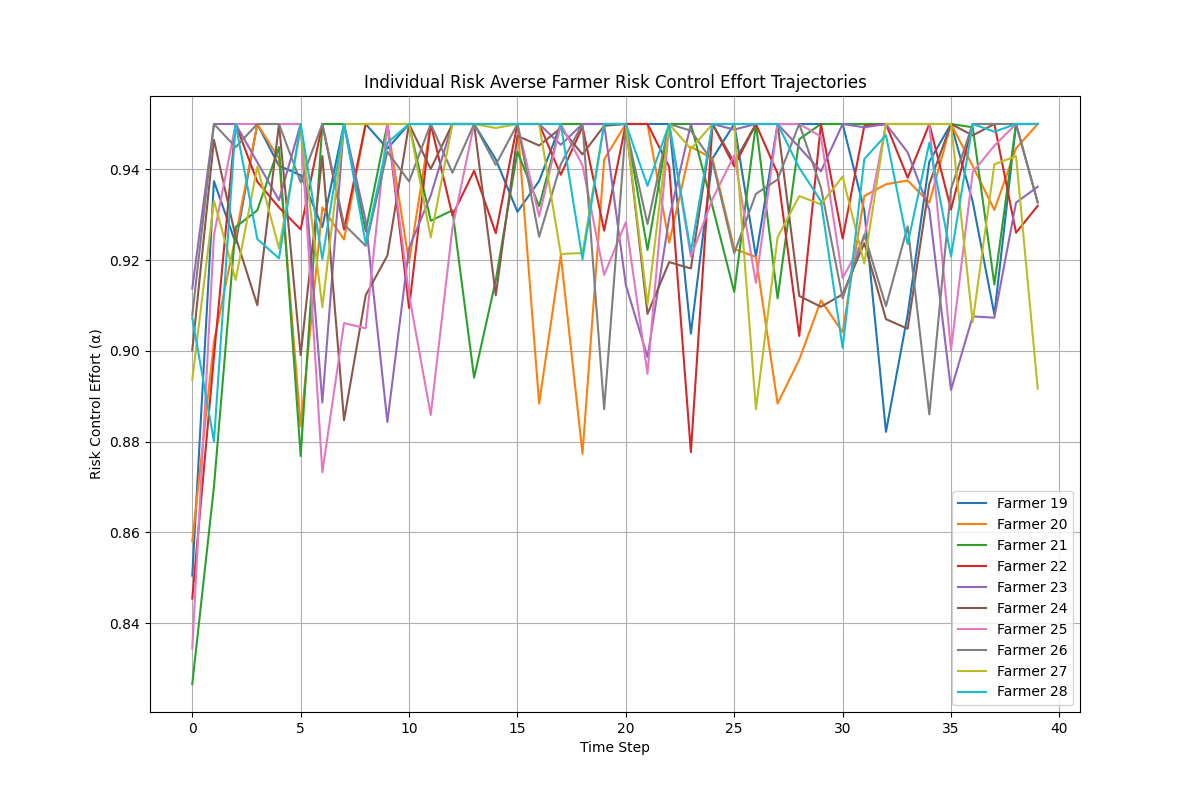 Individual Risk Averse Farmer Risk Control Effort Trajectories
Risk Control Effort (α)
0.94
0.92
0.90
0.88
0.86
0.84
Farmer 19
Farmer 20
Farmer 21
Farmer 22
Farmer 23
Farmer 24
Farmer 25
Farmer 26
Farmer 27
Farmer 28
0 5 10 15 20 25 30 35 40
Time Step